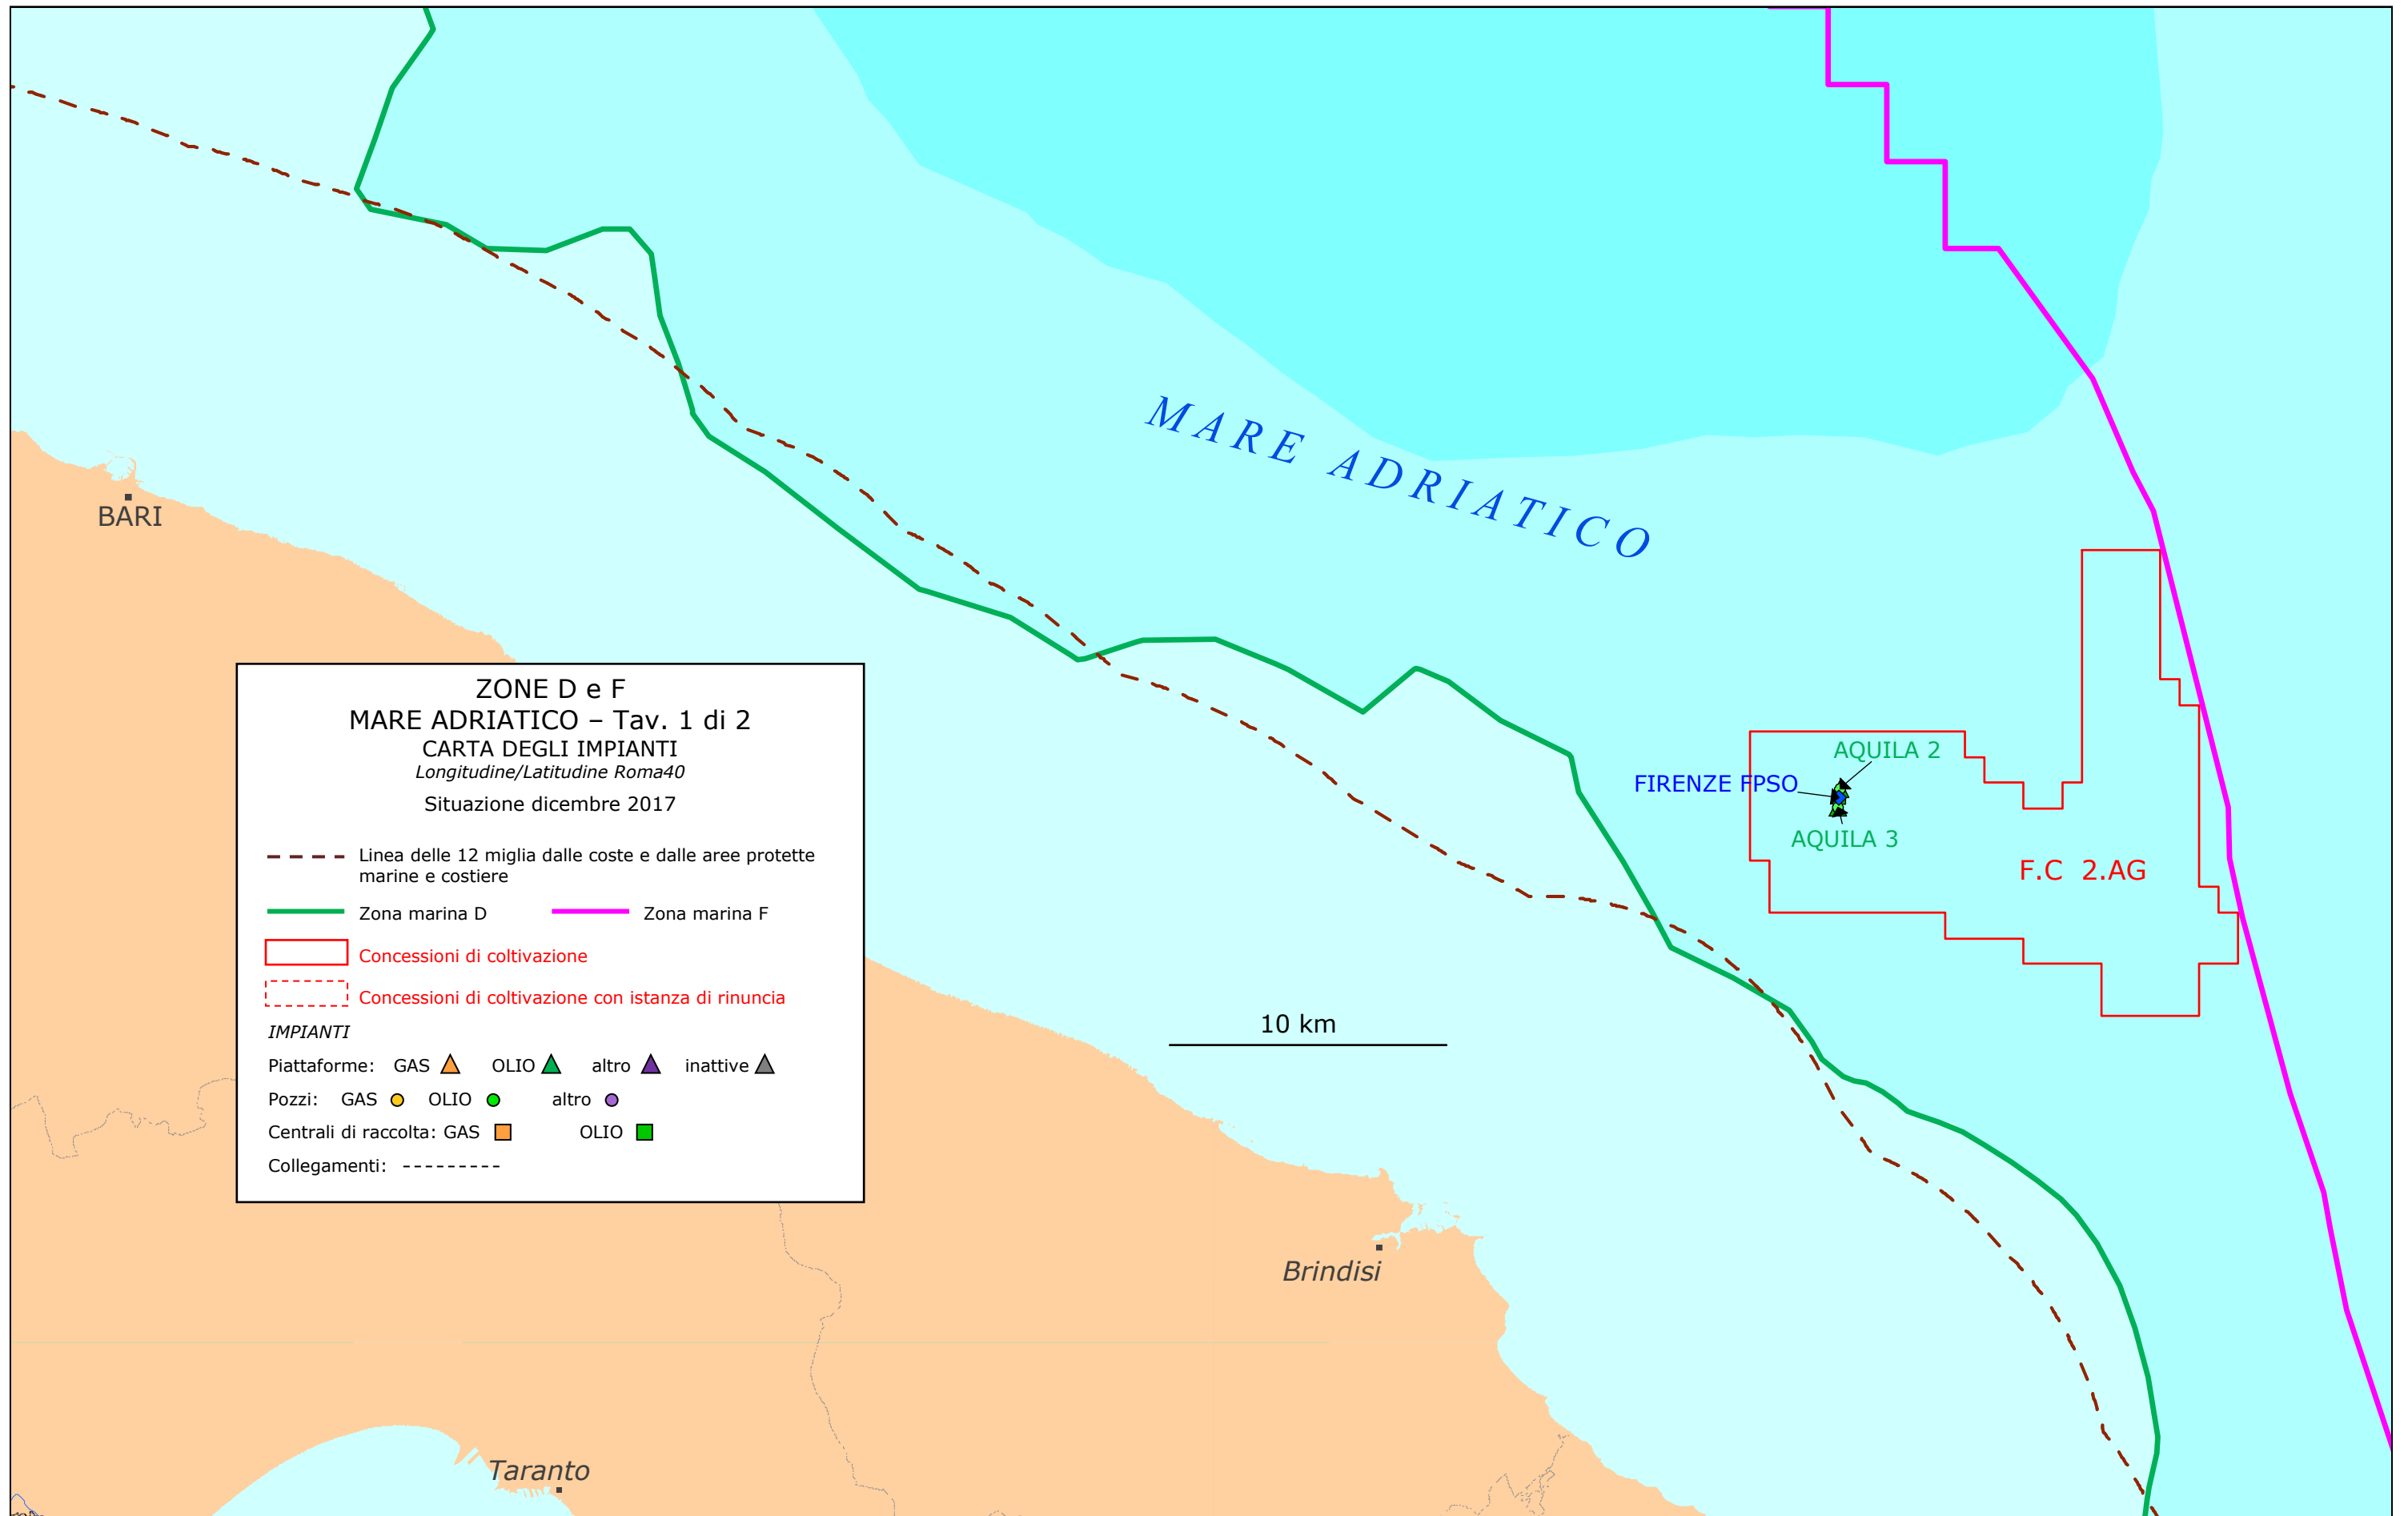 MARE ADRIATICO
BARI
ZONE D e F
MARE ADRIATICO – Tav. 1 di 2
CARTA DEGLI IMPIANTI
Longitudine/Latitudine Roma40
Situazione dicembre 2017
Linea delle 12 miglia dalle coste e dalle aree protette
marine e costiere
Zona marina D Zona marina F
Concessioni di coltivazione
Concessioni di coltivazione con istanza di rinuncia
IMPIANTI
Piattaforme: GAS OLIO altro inattive
Pozzi: GAS OLIO altro
Centrali di raccolta: GAS OLIO
Collegamenti:
AQUILA 2
FIRENZE FPSO
AQUILA 3
F.C 2.AG
10 km
Brindisi
Taranto